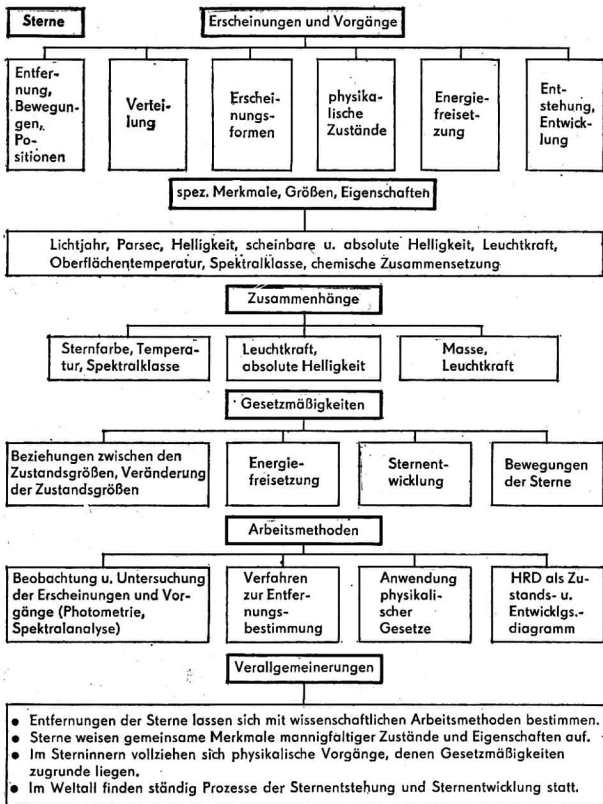 Sterne
Erscheinungen und Vorgänge
Entfer-
nung,
Bewegun-
gen,
Po-
sitionen
Vertei-
lung
Erschei-
nungs-
formen
physika-
lische
Zustände
Energie-
freiset-
zung
Ent-
stehung,
Entwick-
lung
spez. Merkmale, Größen, Eigenschaften
Lichtjahr, Parsec, Helligkeit, scheinbare u. absolute Helligkeit, Leuchtkraft,
Oberflächentemperatur, Spektralklasse, chemische Zusammensetzung
Zusammenhänge
Sternfarbe, Tempera-
tur, Spektralklasse
Leuchtkraft,
absolute Helligkeit
Masse,
Leuchtkraft
Gesetzmäßigkeiten
Beziehungen zwischen den
Zustandsgrößen, Veränderung
der Zustandsgrößen
Energie-
freisetzung
Sternent-
wicklung
Bewegungen
der Sterne
Arbeitsmethoden
Beobachtung u. Untersuchung
der Erscheinungen und Vor-
gänge (Photometrie,
Spektralanalyse)
Verfahren
zur Entfer-
nungs-
bestimmung
Anwendung
physikali-
scher
Gesetze
HRD als Zu-
stands- u.
Entwicklgs.-
diagramm
Verallgemeinerungen
• Entfernungen der Sterne lassen sich mit wissenschaftlichen Arbeitsmethoden bestimmen.
• Sterne weisen gemeinsame Merkmale mannigfaltiger Zustände und Eigenschaften auf.
• Im Sterninnern vollziehen sich physikalische Vorgänge, denen Gesetzmäßigkeiten
zugrunde liegen.
• Im Weltall finden ständig Prozesse der Sternentstehung und Sternentwicklung statt.